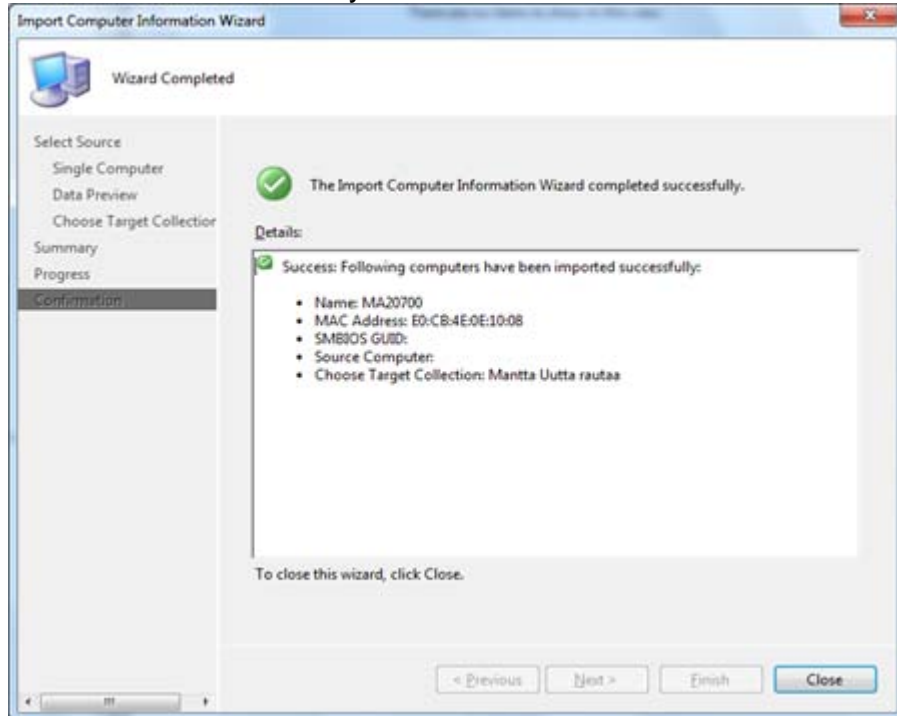 Import Computer Information Wizard
Wizard Completed
Select Source
Single Computer
Data Preview
Choose Target Collection
Summary
Progress
Confirmation
The Import Computer Information Wizard completed successfully.
Details:
Success: Following computers have been imported successfully:
• Name: MA20700
• MAC Address: E0:CB:4E:0E:10:08
• SMBIOS GUID:
• Source Computer:
• Choose Target Collection: Mantta Uutta rautaa
To close this wizard, click Close.
< Previous Next > Finish Close